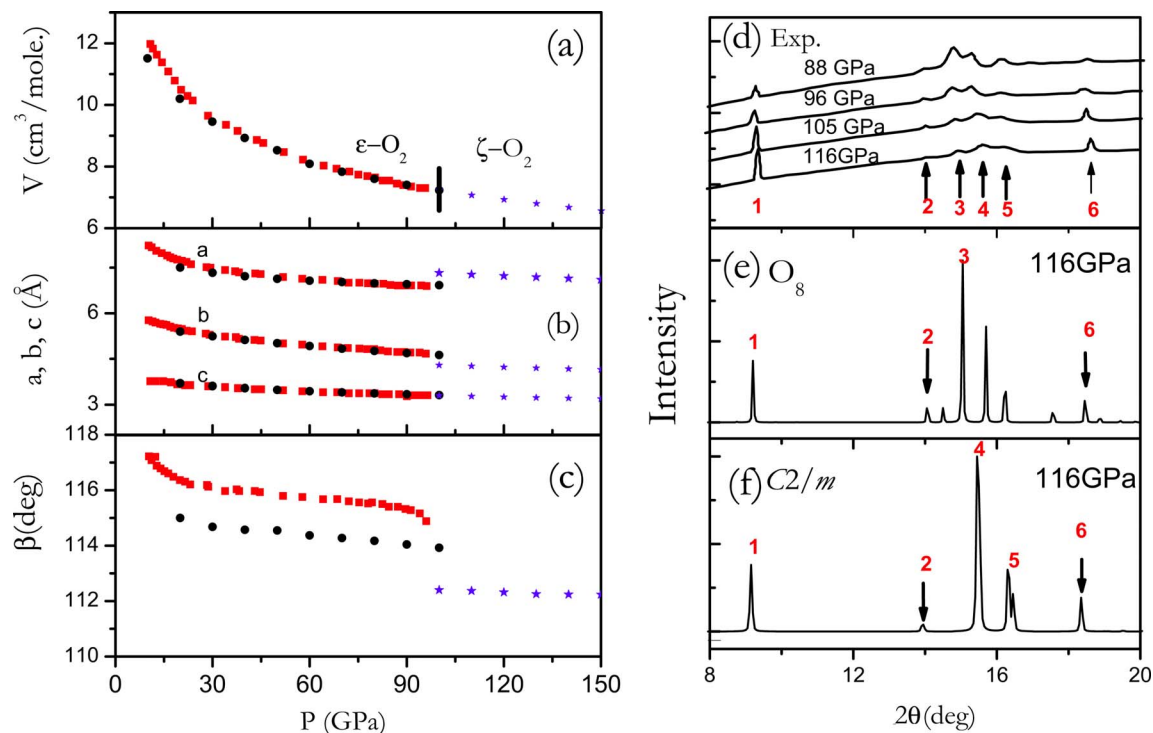 (a)
12
10
8
6
V (cm³/mole.)
ε−O₂
ζ−O₂
a
b
c
(b)
6
3
a, b, c (Å)
118
(c)
116
114
112
110
β(deg)
0
30
60
90
120
150
P (GPa)
(d) Exp.
88 GPa
96 GPa
105 GPa
116GPa
1
2
3
4
5
6
(e) O₈
116GPa
1
2
3
6
(f) C2/m
116GPa
1
2
4
5
6
Intensity
8
12
16
20
2θ(deg)